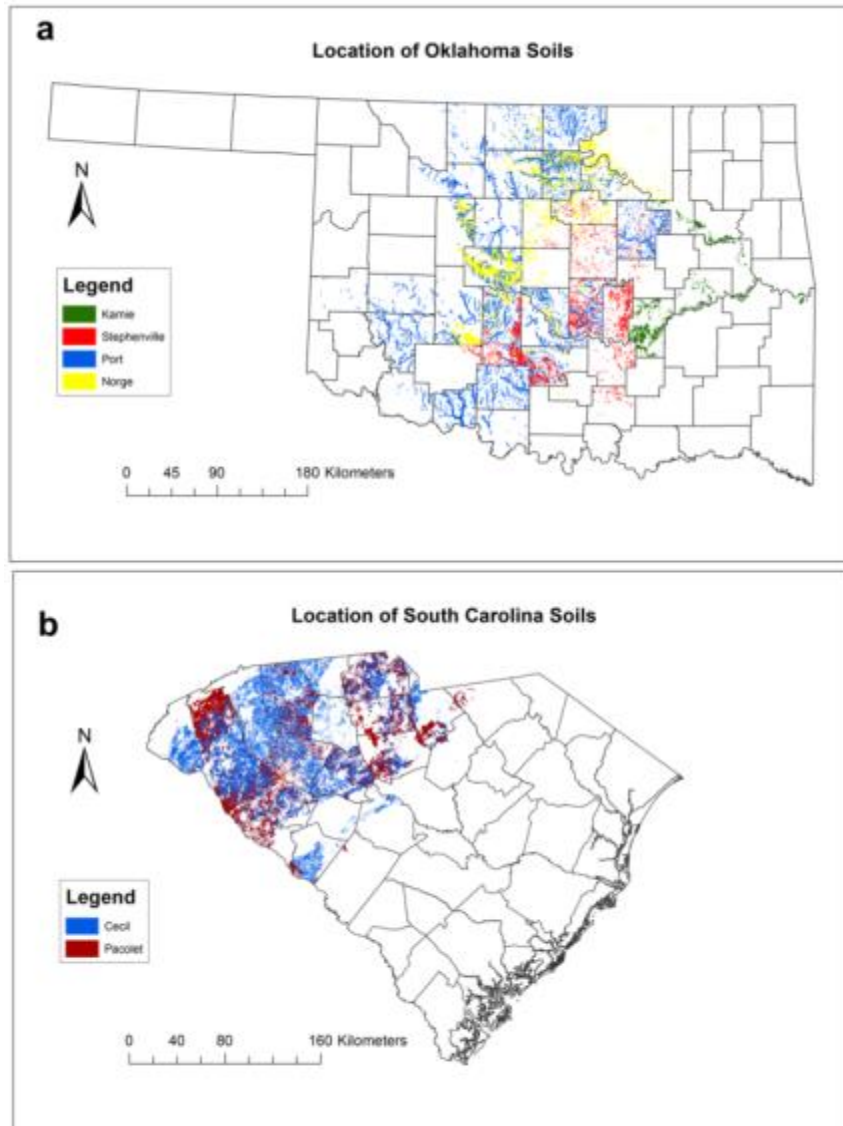 a
Location of Oklahoma Soils
N
Legend
Kamie
Stephenville
Port
Norge
0 45 90 180 Kilometers
b
Location of South Carolina Soils
N
Legend
Cecil
Pacolet
0 40 80 160 Kilometers